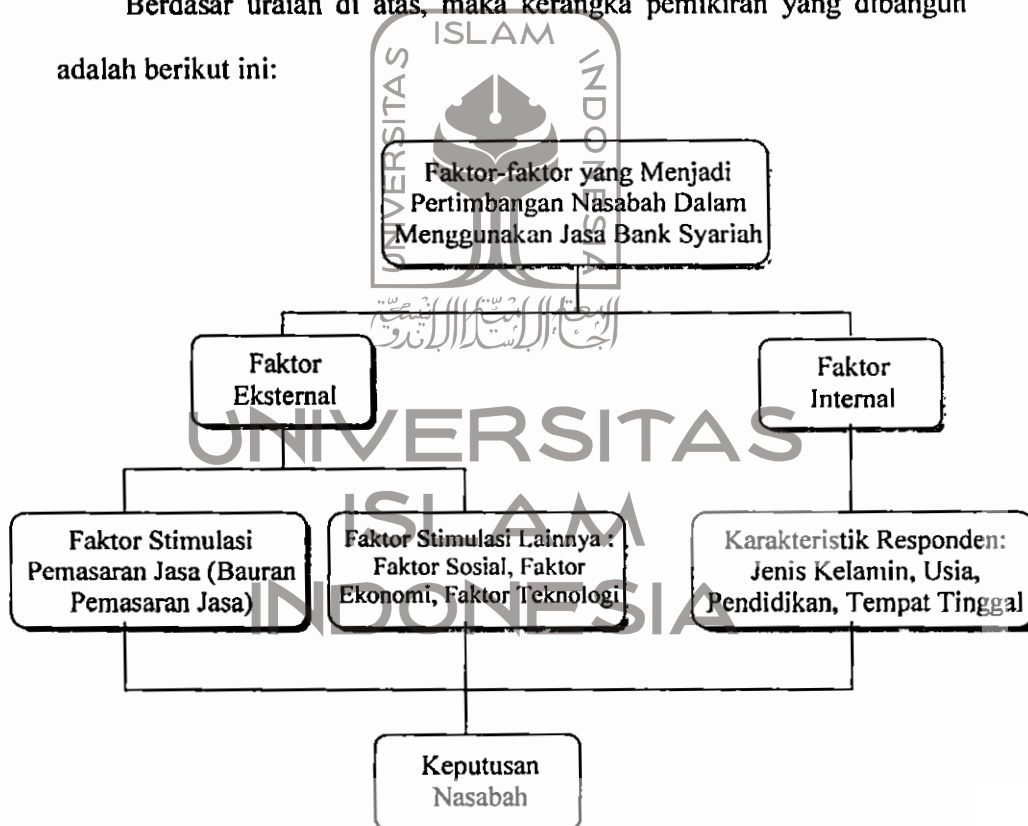 Berdasar uraian di atas, maka kerangka pemikiran yang dibangun
adalah berikut ini:
UNIVERSITAS
ISLAM
INDONESIA
Faktor-faktor yang Menjadi
Pertimbangan Nasabah Dalam
Menggunakan Jasa Bank Syariah
Faktor
Eksternal
Faktor
Internal
UNIVERSITAS
ISLAM
INDONESIA
Faktor Stimulasi
Pemasaran Jasa (Bauran
Pemasaran Jasa)
Faktor Stimulasi Lainnya :
Faktor Sosial, Faktor
Ekonomi, Faktor Teknologi
Karakteristik Responden:
Jenis Kelamin, Usia,
Pendidikan, Tempat Tinggal
Keputusan
Nasabah